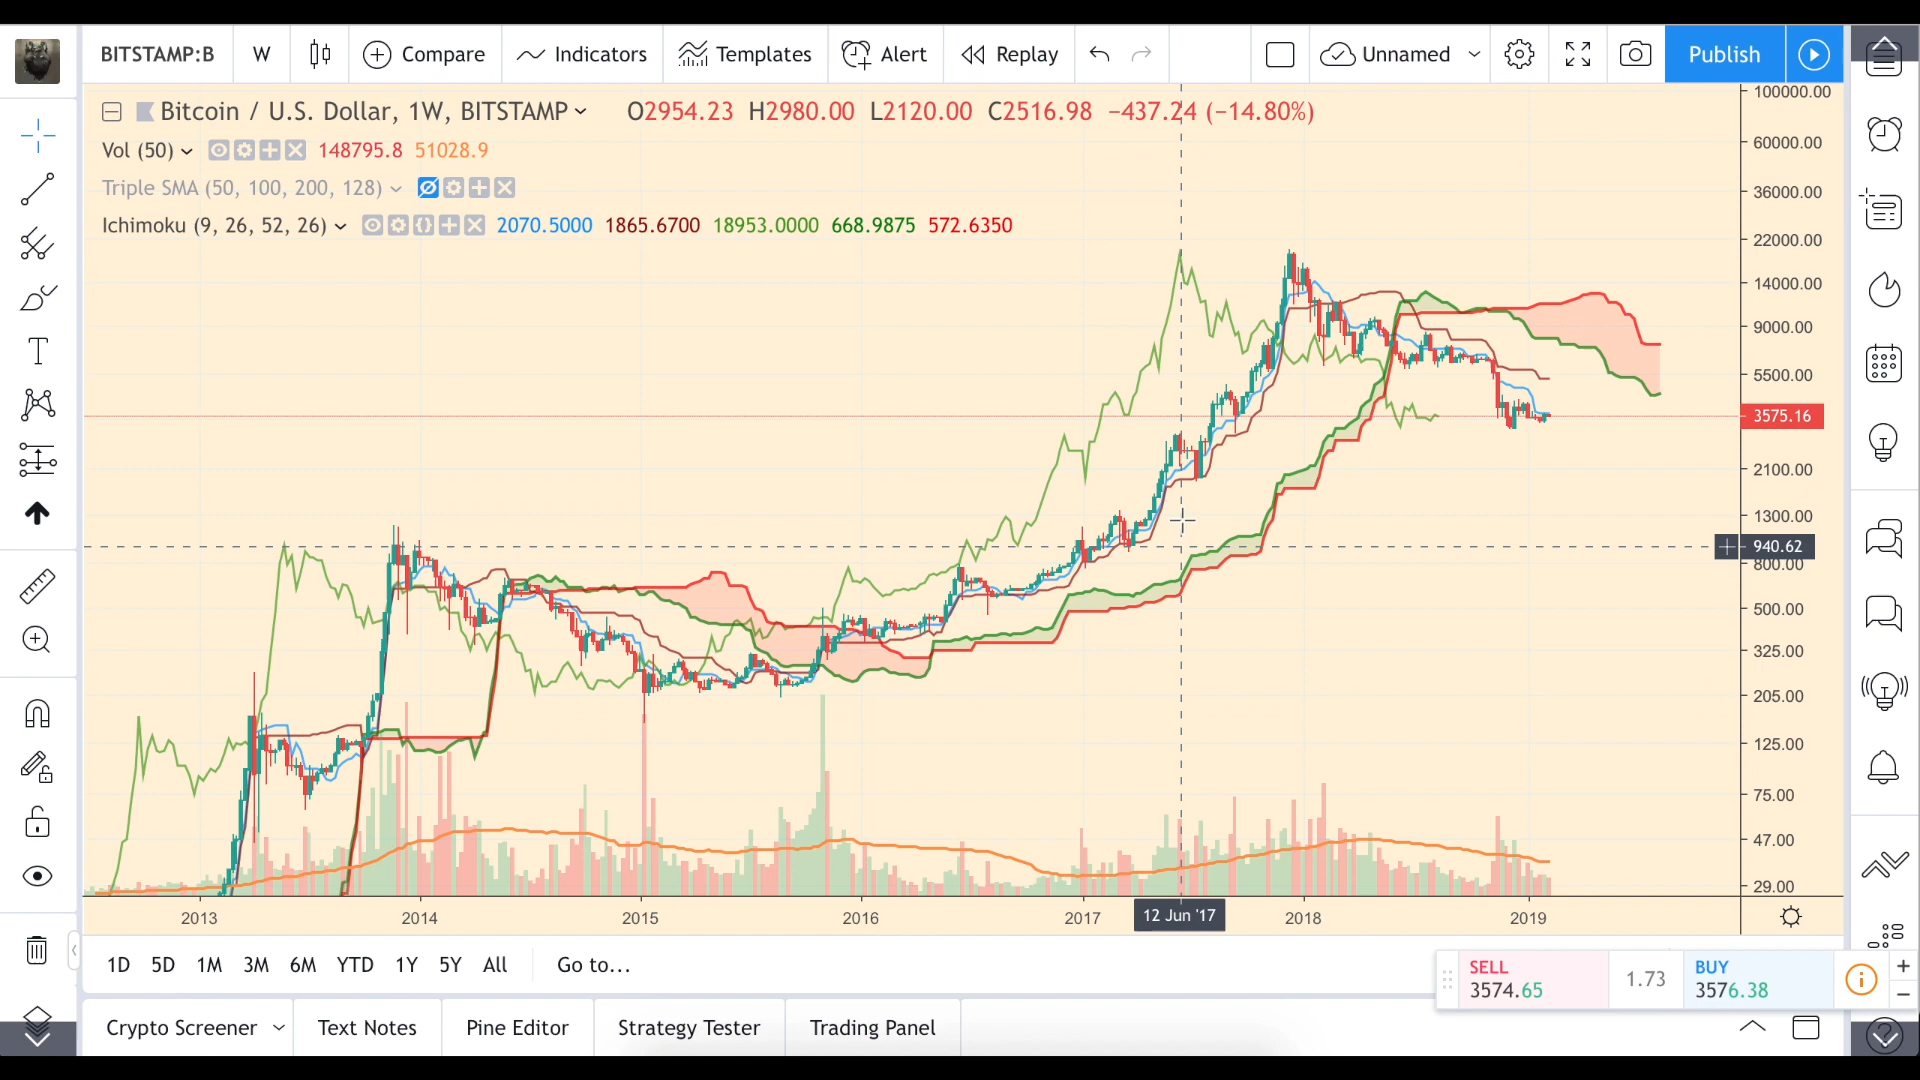 BITSTAMP:B W Compare Indicators Templates Alert Replay Unnamed Publish
Bitcoin / U.S. Dollar, 1W, BITSTAMP O2954.23 H2980.00 L2120.00 C2516.98 −437.24 (−14.80%)
Vol (50) 148795.8 51028.9
Triple SMA (50, 100, 200, 128)
Ichimoku (9, 26, 52, 26) 2070.5000 1865.6700 18953.0000 668.9875 572.6350
100000.00
60000.00
36000.00
22000.00
14000.00
9000.00
5500.00
3575.16
2100.00
1300.00
940.62
800.00
500.00
325.00
205.00
125.00
75.00
47.00
29.00
2013 2014 2015 2016 2017 12 Jun '17 2018 2019
1D 5D 1M 3M 6M YTD 1Y 5Y All Go to...
SELL 3574.65 1.73 BUY 3576.38
Crypto Screener Text Notes Pine Editor Strategy Tester Trading Panel